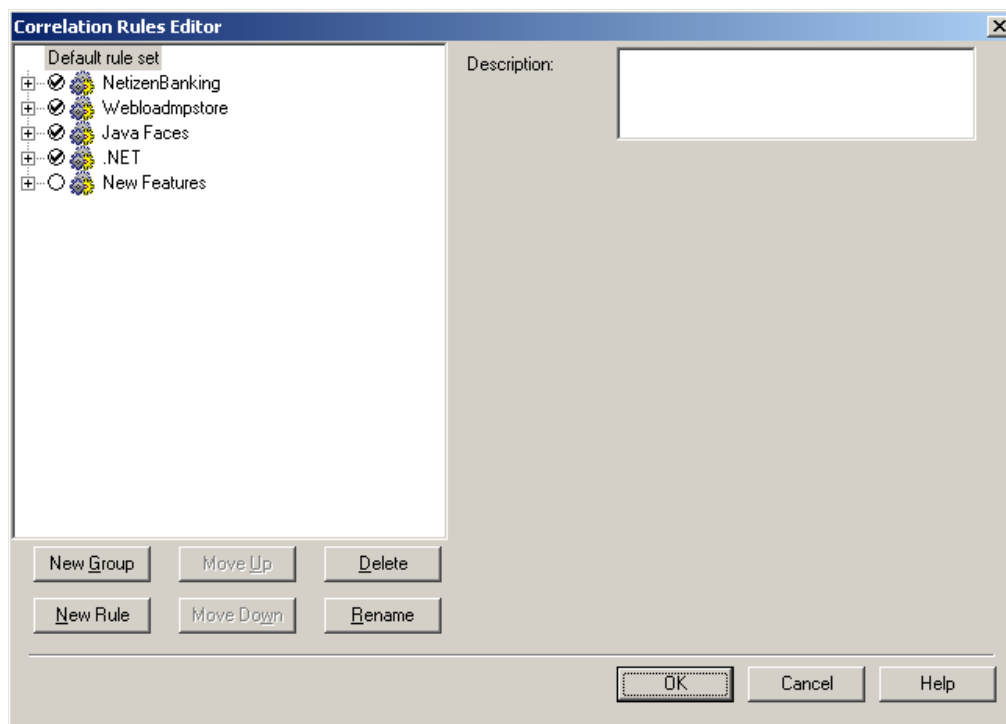 Correlation Rules Editor
Default rule set
NetizenBanking
Webloadmpstore
Java Faces
.NET
New Features
Description:
New Group
Move Up
Delete
New Rule
Move Down
Rename
OK
Cancel
Help